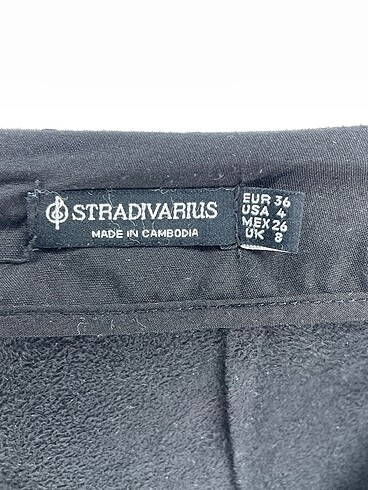 STRADIVARIUS
MADE IN CAMBODIA
EUR 36
USA 4
MEX 26
UK 8